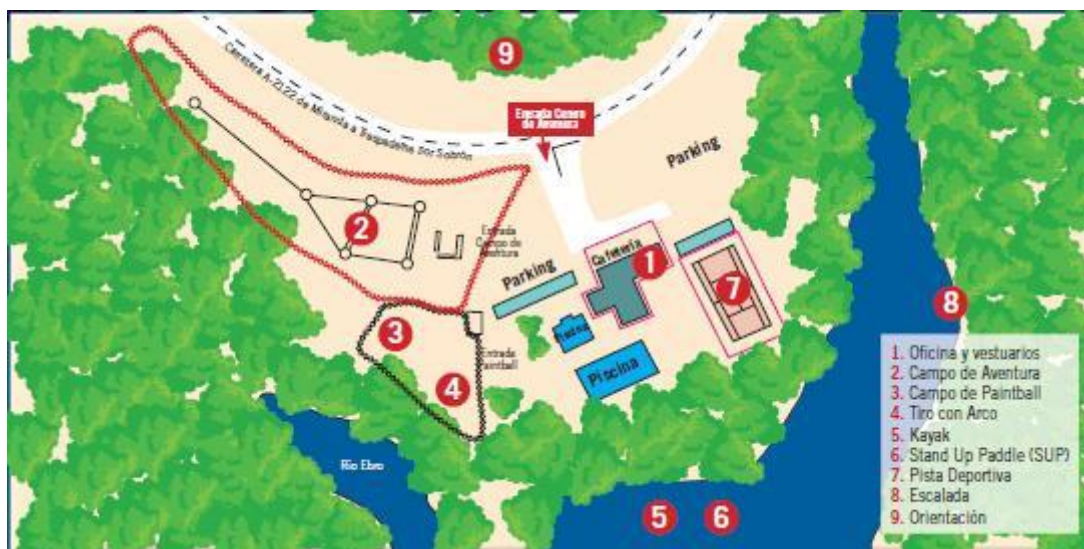 9
Carretera A-2122 de Miranda a
por Sobrón
Entrada Centro
de Aventura
Parking
2
Entrada
Campo de
Aventura
Parking
Cafetería
1
7
8
3
Entrada
Paintball
4
Piscina
Piscina
Río Ebro
5
6
1. Oficina y vestuarios
2. Campo de Aventura
3. Campo de Paintball
4. Tiro con Arco
5. Kayak
6. Stand Up Paddle (SUP)
7. Pista Deportiva
8. Escalada
9. Orientación